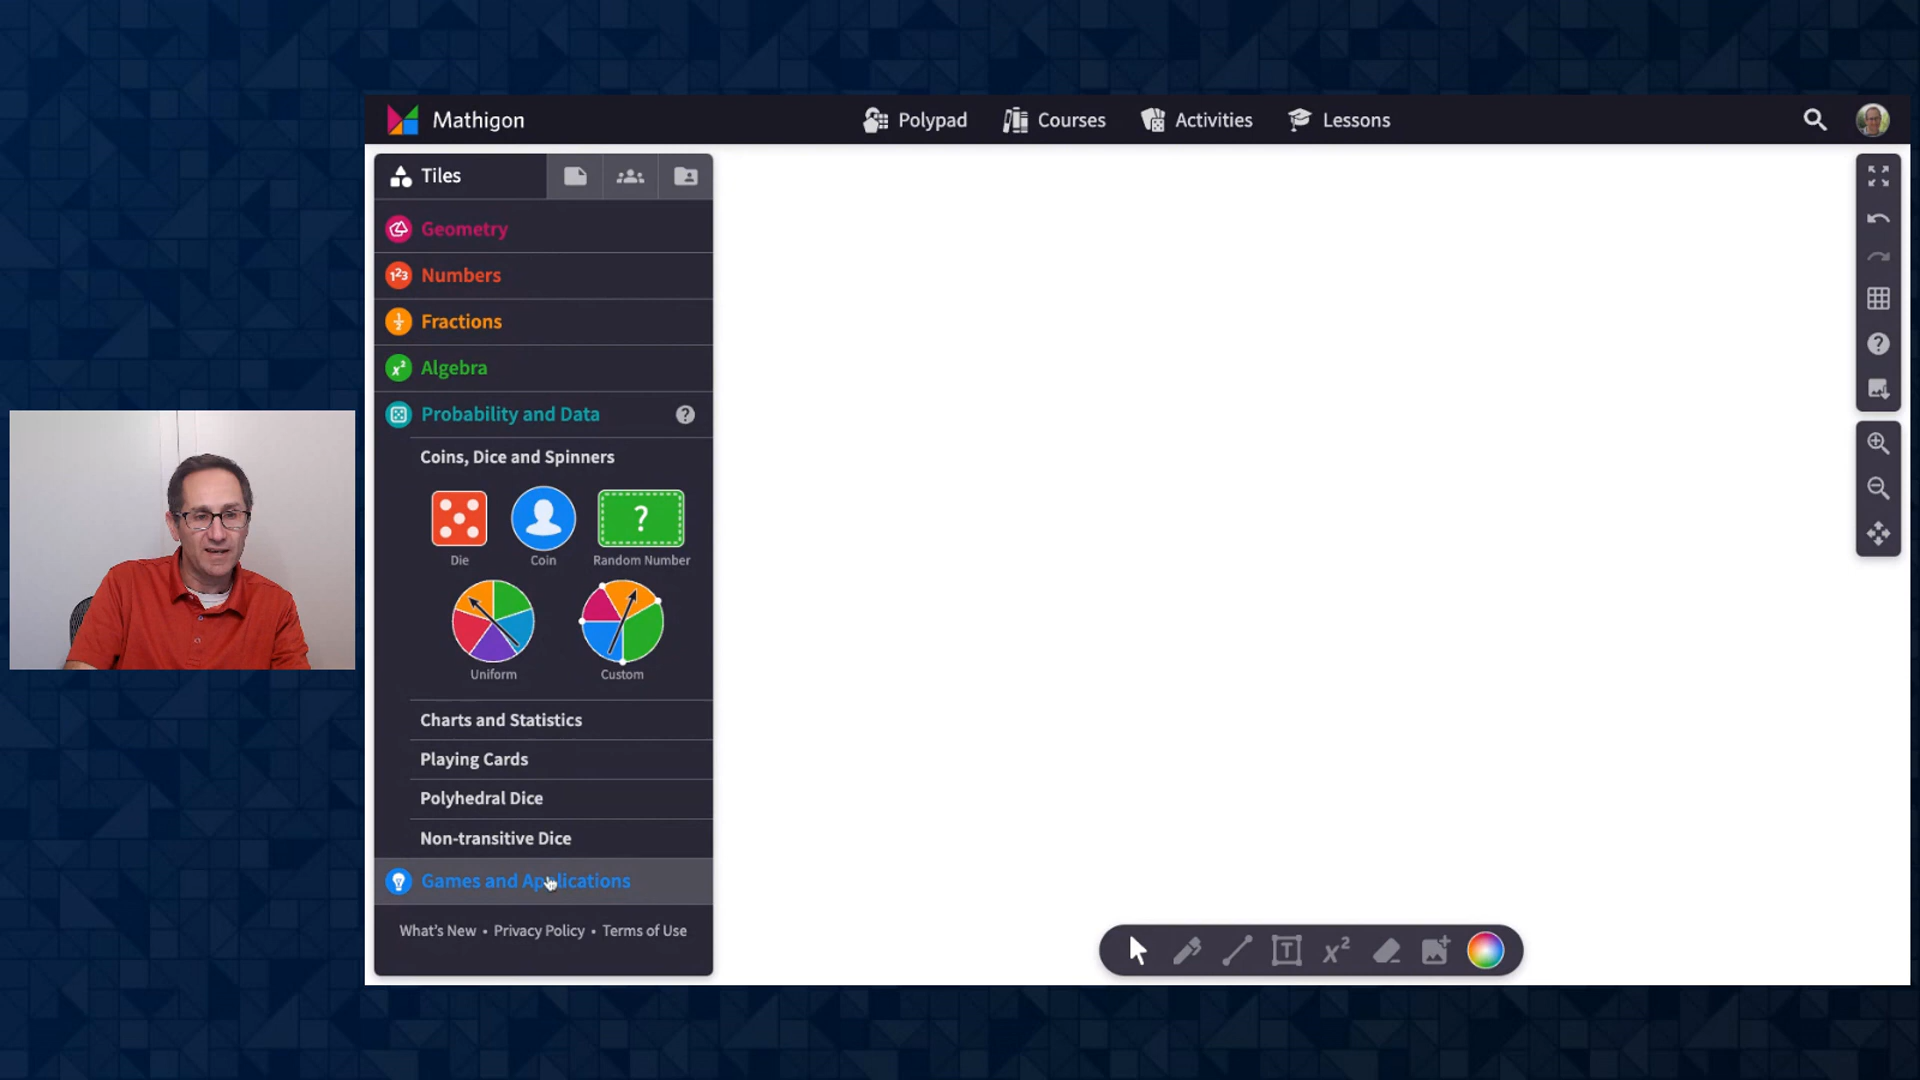 Mathigon
Polypad
Courses
Activities
Lessons
Tiles
Geometry
Numbers
Fractions
Algebra
Probability and Data
Coins, Dice and Spinners
Die
Coin
?
Random Number
Uniform
Custom
Charts and Statistics
Playing Cards
Polyhedral Dice
Non-transitive Dice
Games and Applications
What's New • Privacy Policy • Terms of Use